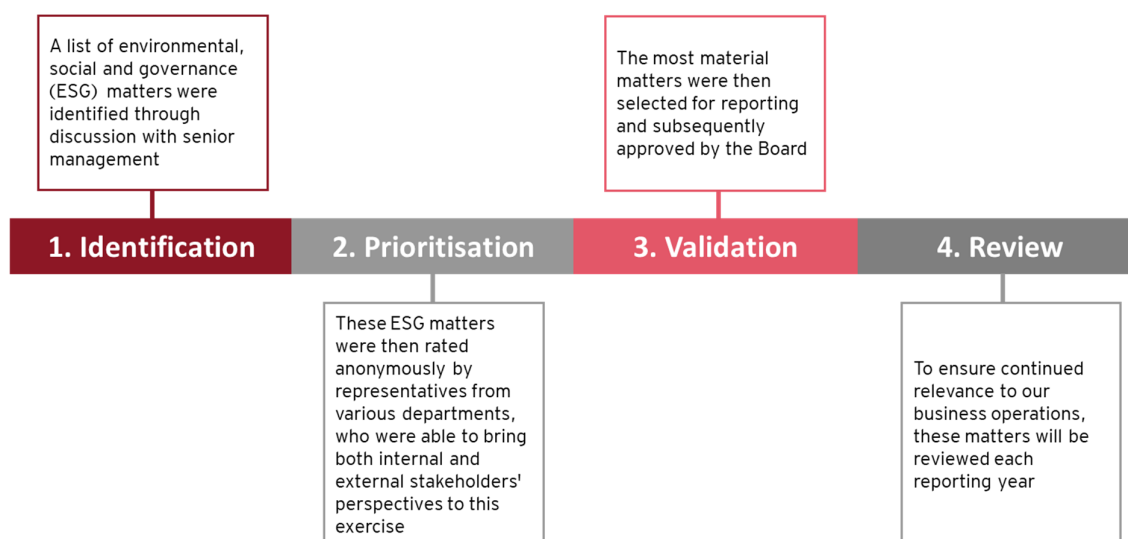 A list of environmental,
social and governance
(ESG) matters were
identified through
discussion with senior
management
The most material
matters were then
selected for reporting
and subsequently
approved by the Board
1. Identification
2. Prioritisation
3. Validation
4. Review
These ESG matters
were then rated
anonymously by
representatives from
various departments,
who were able to bring
both internal and
external stakeholders'
perspectives to this
exercise
To ensure continued
relevance to our
business operations,
these matters will be
reviewed each
reporting year